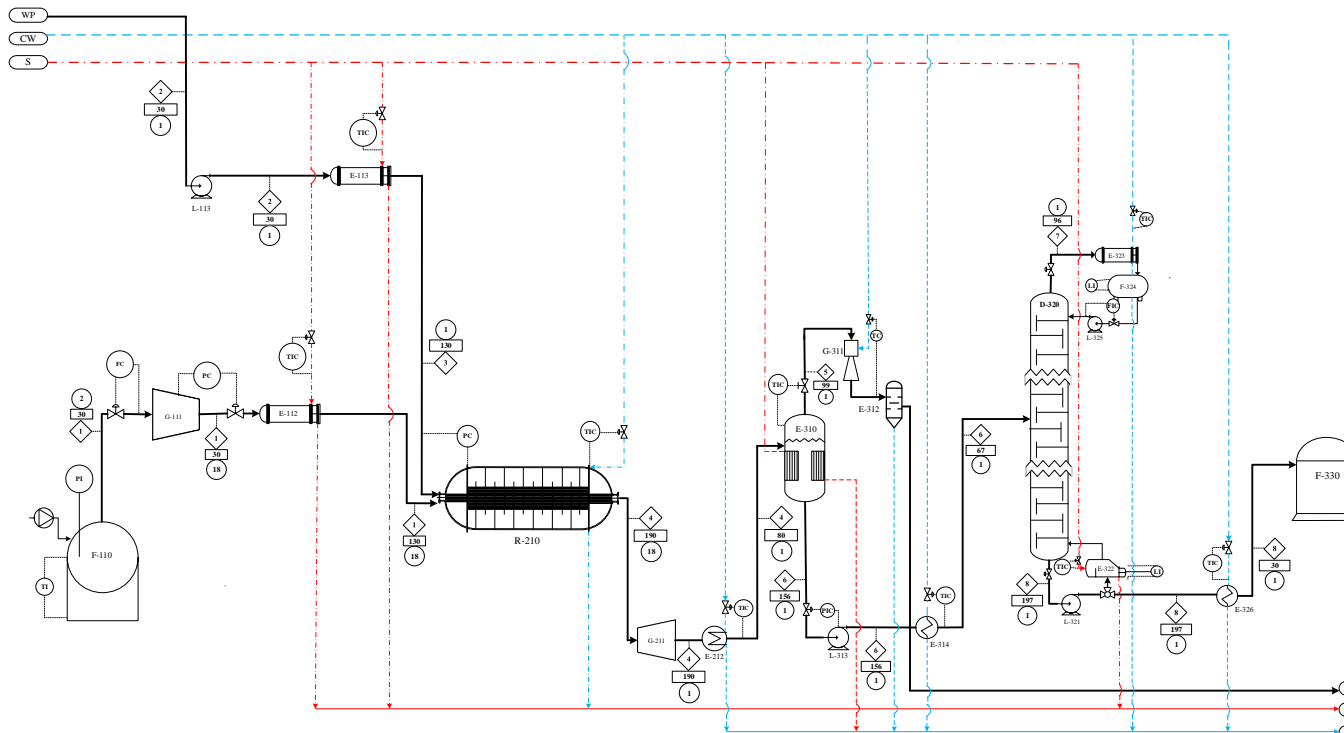 WP
CW
S
2
30
1
TIC
E-113
L-113
2
30
1
1
96
7
TIC
E-323
LI
F-324
FIC
L-325
D-320
1
130
3
TIC
FC
PC
2
30
1
G-111
1
30
18
E-112
PI
F-110
TI
PC
TIC
R-210
1
130
18
4
190
18
G-211
4
190
1
E-212
TIC
4
80
1
TIC
E-310
5
99
1
G-311
TC
E-312
6
156
1
PIC
L-313
6
156
1
E-314
TIC
6
67
1
TIC
E-322
LI
8
197
1
L-321
8
197
1
TIC
E-326
8
30
1
F-330